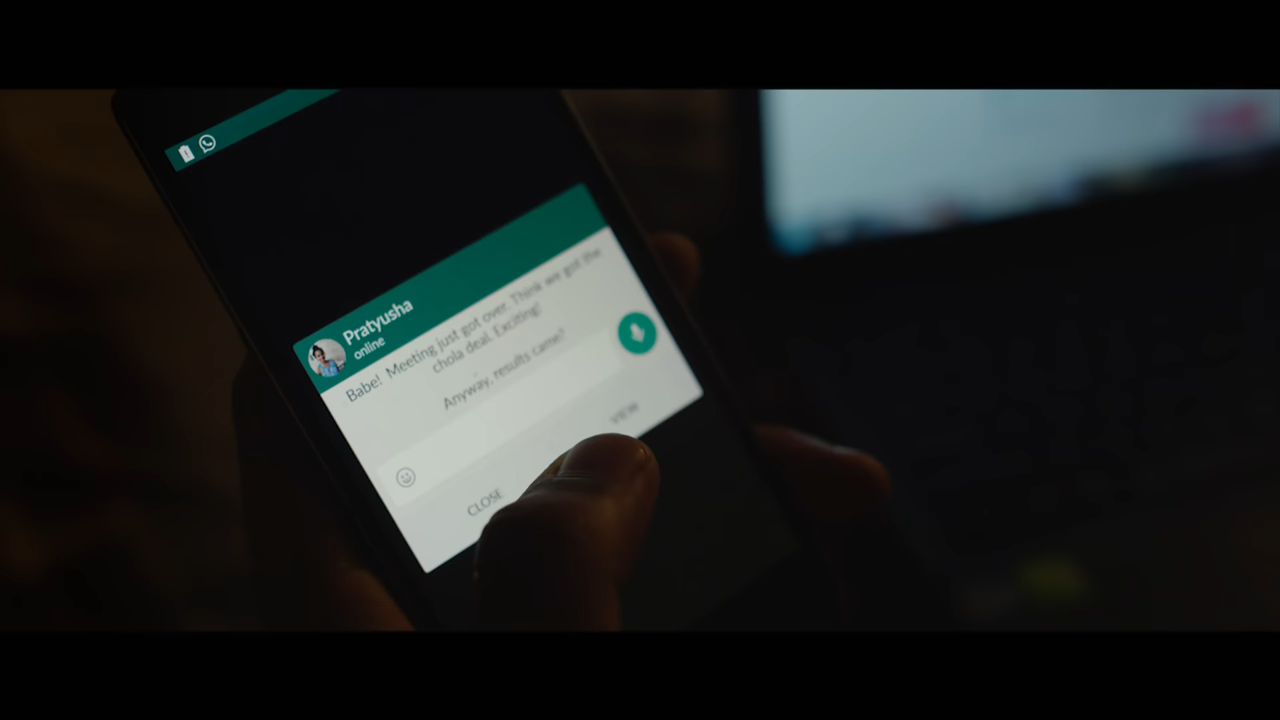 Pratyusha
online
Babe! Meeting just got over. Think we got the
chola deal. Exciting!
Anyway, results came?
VIEW
CLOSE